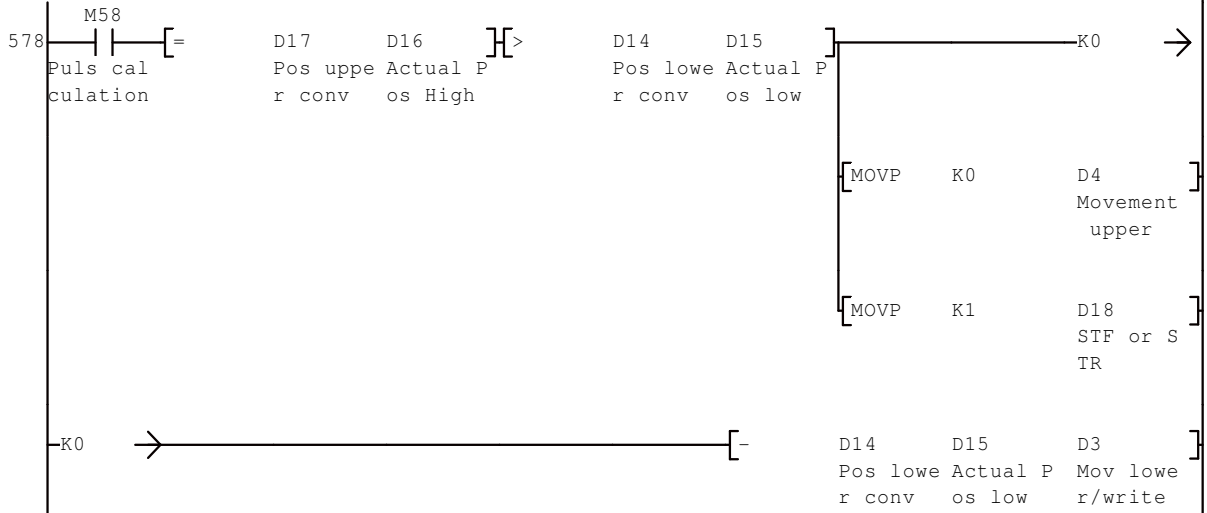 M58
578 = D17 D16 > D14 D15 K0
Puls cal Pos uppe Actual P Pos lowe Actual P
culation r conv os High r conv os low
MOVP K0 D4
Movement
upper
MOVP K1 D18
STF or S
TR
K0 - D14 D15 D3
Pos lowe Actual P Mov lowe
r conv os low r/write